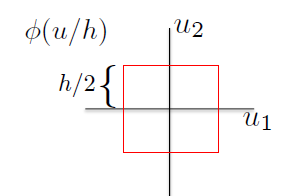 ϕ(u/h)
u₂
h/2
u₁